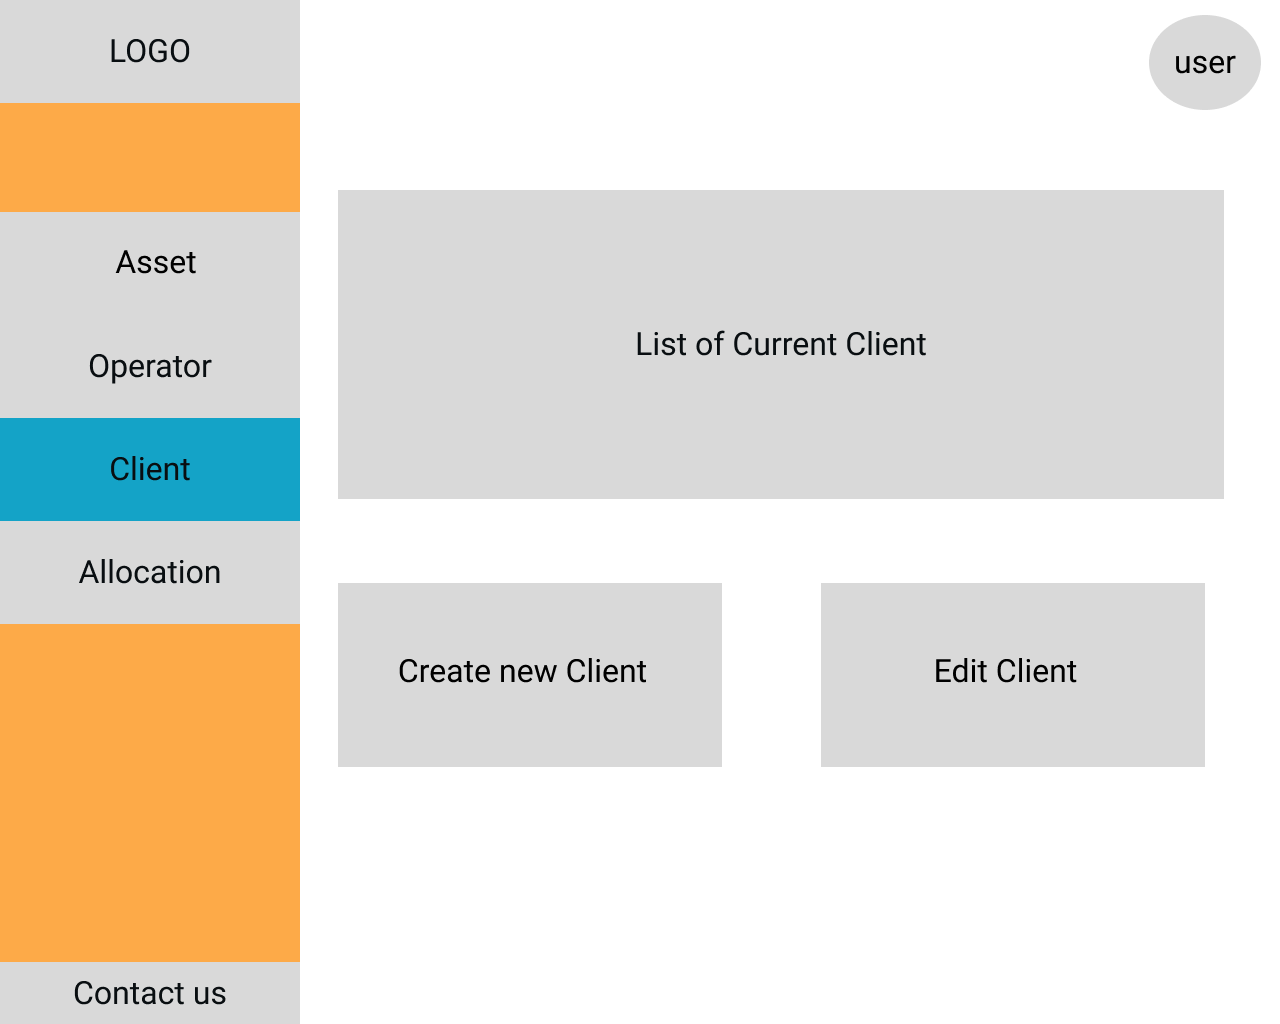 LOGO
user
Asset
Operator
Client
Allocation
Contact us
List of Current Client
Create new Client
Edit Client